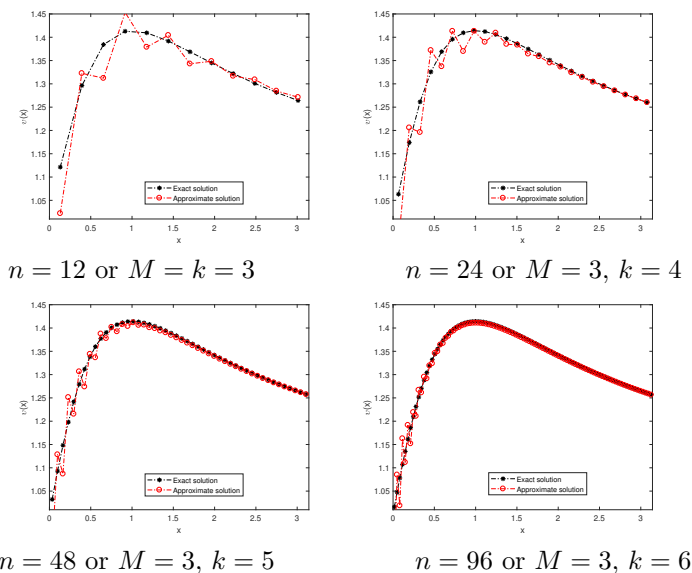 1.45
1.4
1.35
1.3
1.25
1.2
1.15
1.1
1.05
v(x)
Exact solution
Approximate solution
0 0.5 1 1.5 2 2.5 3
x
n = 12 or M = k = 3
1.45
1.4
1.35
1.3
1.25
1.2
1.15
1.1
1.05
v(x)
Exact solution
Approximate solution
0 0.5 1 1.5 2 2.5 3
x
n = 24 or M = 3, k = 4
1.45
1.4
1.35
1.3
1.25
1.2
1.15
1.1
1.05
v(x)
Exact solution
Approximate solution
0 0.5 1 1.5 2 2.5 3
x
n = 48 or M = 3, k = 5
1.45
1.4
1.35
1.3
1.25
1.2
1.15
1.1
1.05
v(x)
Exact solution
Approximate solution
0 0.5 1 1.5 2 2.5 3
x
n = 96 or M = 3, k = 6